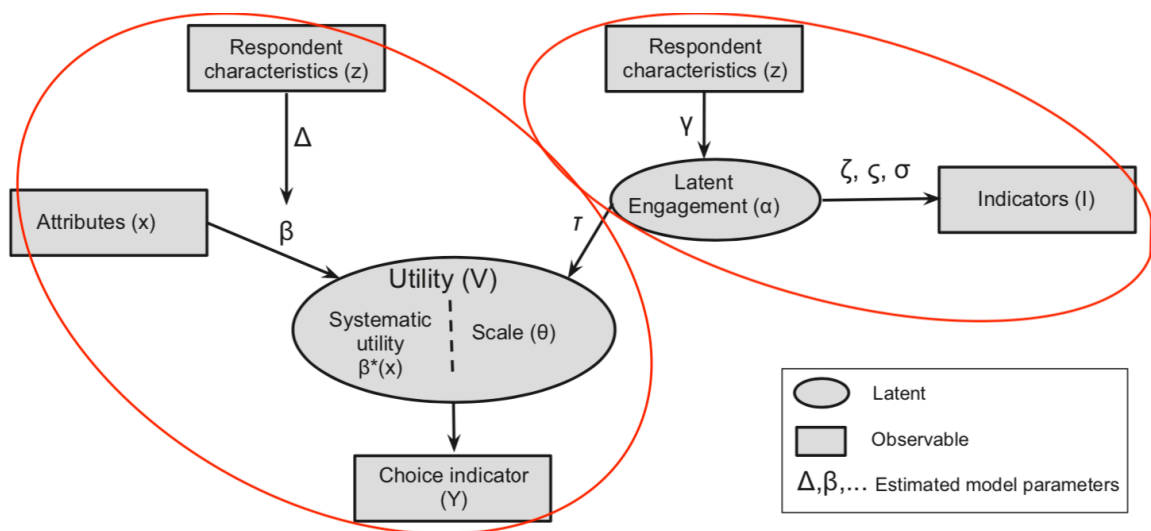 Respondent
characteristics (z)
Respondent
characteristics (z)
Δ
γ
Attributes (x)
β
Latent
Engagement (α)
ζ, ς, σ
Indicators (I)
τ
Utility (V)
Systematic
utility
β*(x)
Scale (θ)
Choice indicator
(Y)
Latent
Observable
Δ,β,... Estimated model parameters